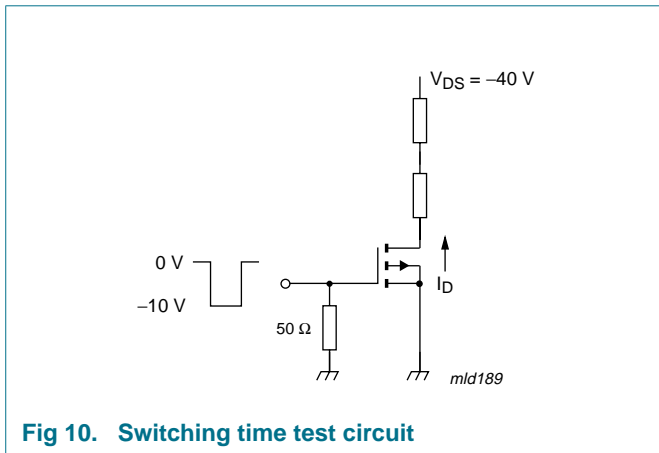 V_DS = −40 V
0 V
−10 V
50 Ω
I_D
mld189
Fig 10. Switching time test circuit